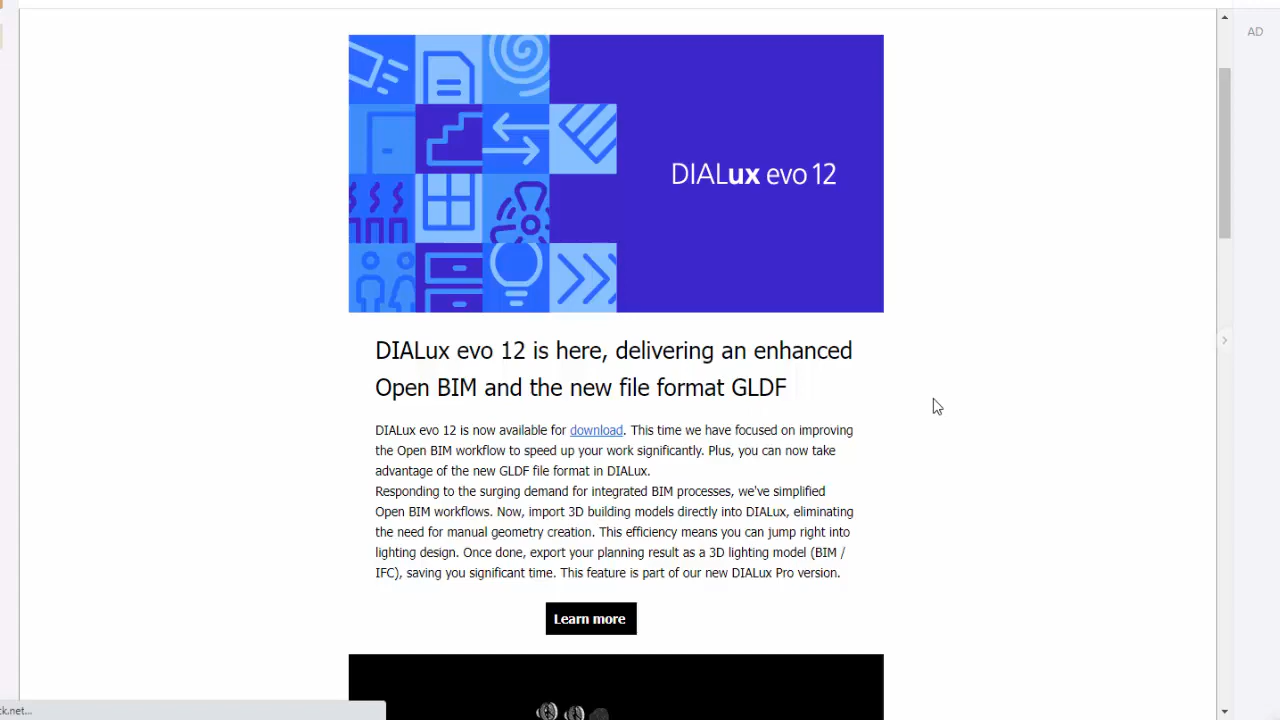 AD
DIALux evo 12
DIALux evo 12 is here, delivering an enhanced
Open BIM and the new file format GLDF
DIALux evo 12 is now available for download. This time we have focused on improving
the Open BIM workflow to speed up your work significantly. Plus, you can now take
advantage of the new GLDF file format in DIALux.
Responding to the surging demand for integrated BIM processes, we've simplified
Open BIM workflows. Now, import 3D building models directly into DIALux, eliminating
the need for manual geometry creation. This efficiency means you can jump right into
lighting design. Once done, export your planning result as a 3D lighting model (BIM /
IFC), saving you significant time. This feature is part of our new DIALux Pro version.
Learn more
ck.net...